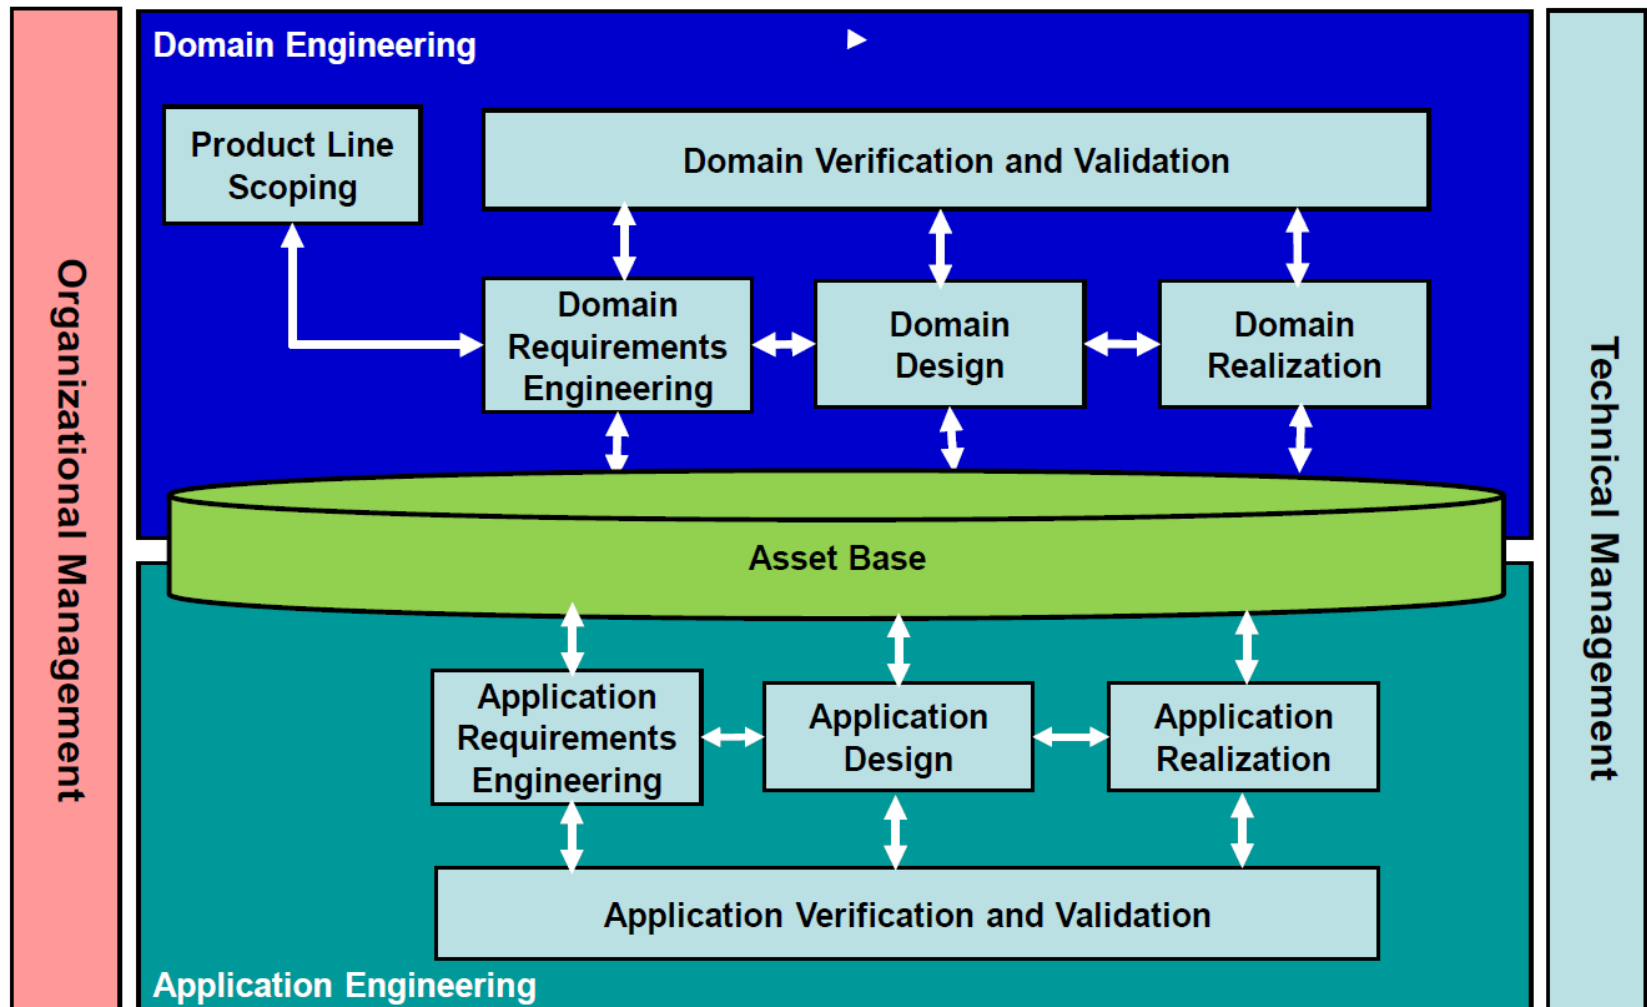 Domain Engineering
Product Line
Scoping
Domain Verification and Validation
Domain
Requirements
Engineering
Domain
Design
Domain
Realization
Organizational Management
Technical Management
Asset Base
Application
Requirements
Engineering
Application
Design
Application
Realization
Application Verification and Validation
Application Engineering